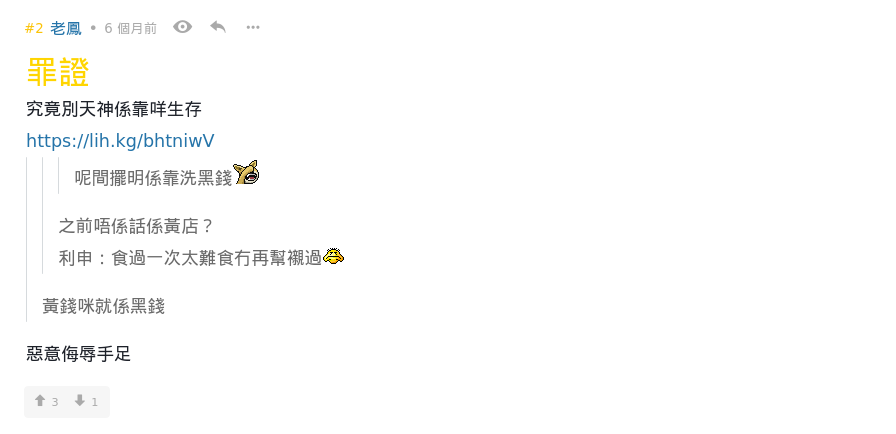 #2 老鳳 • 6 個月前
罪證
究竟別天神係靠咩生存
https://lih.kg/bhtniwV
呢間擺明係靠洗黑錢
之前唔係話係黃店？
利申：食過一次太難食冇再幫襯過
黃錢咪就係黑錢
惡意侮辱手足
3 1